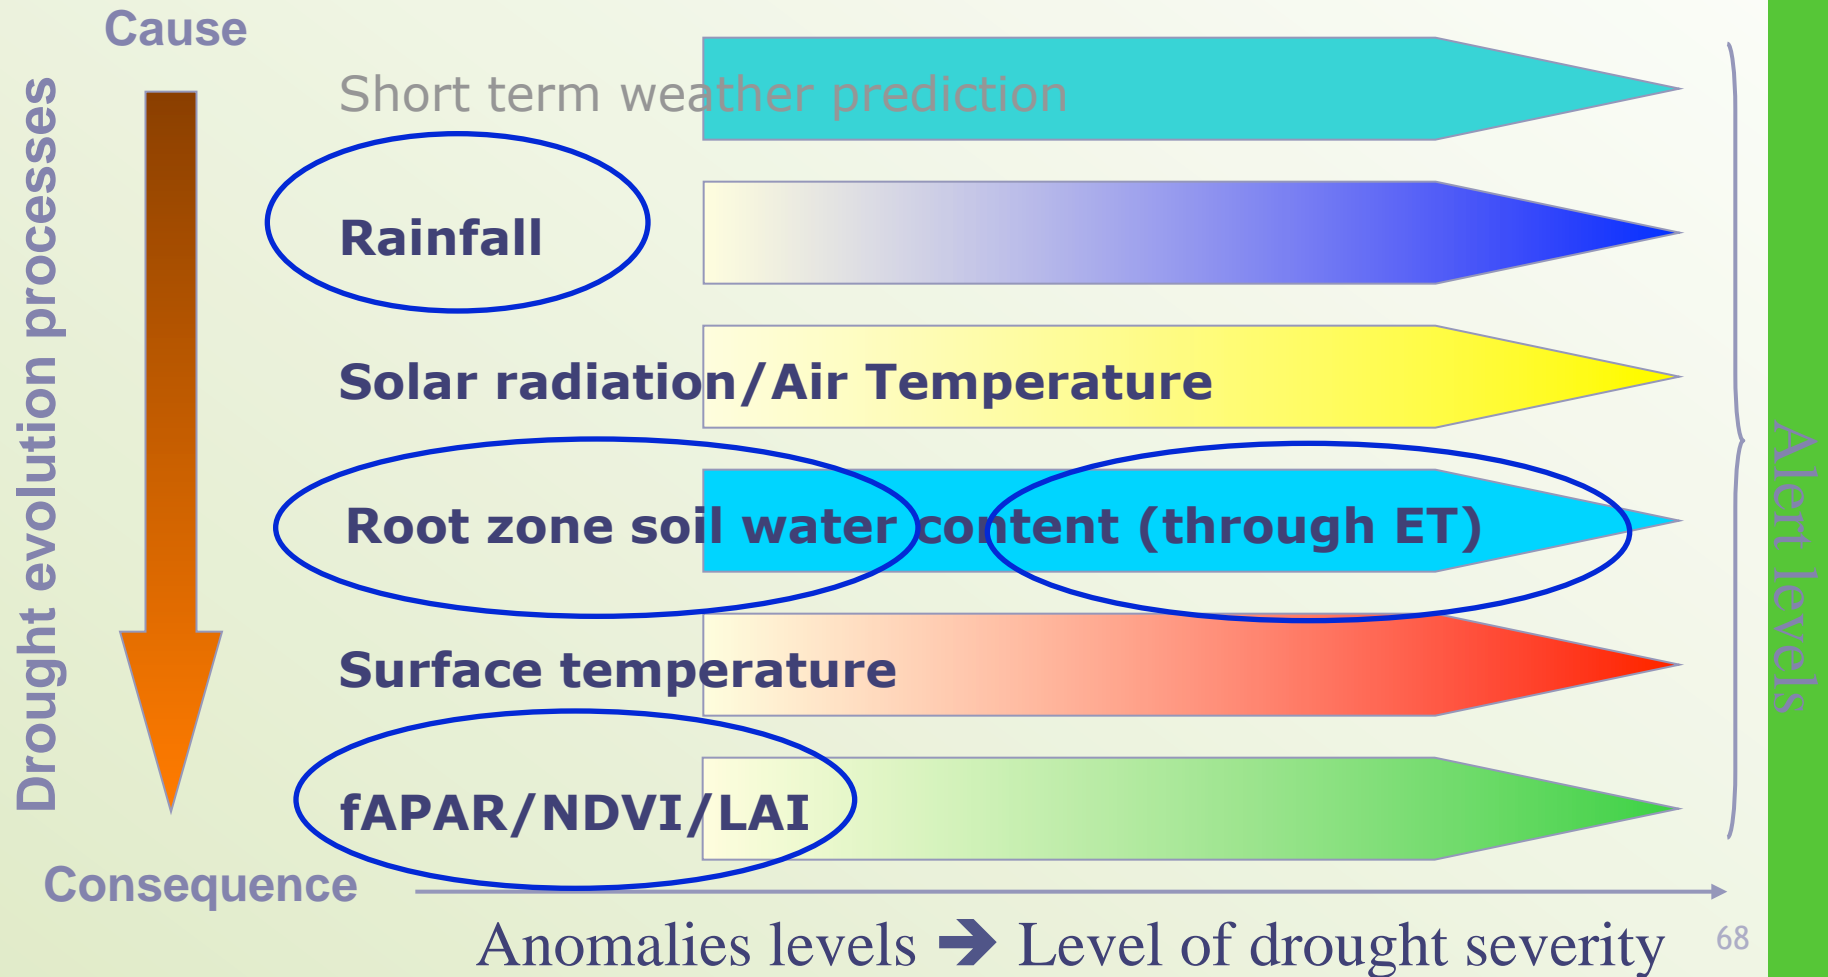 Cause
Drought evolution processes
Short term weather prediction
Rainfall
Solar radiation/Air Temperature
Root zone soil water content (through ET)
Surface temperature
fAPAR/NDVI/LAI
Consequence
Alert levels
Anomalies levels ➔ Level of drought severity
68